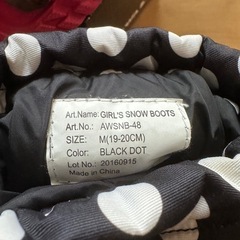 Art.Name: GIRL'S SNOW BOOTS
Art.No.: AWSNB-48
SIZE: M(19-20CM)
Color: BLACK DOT
Lot No.: 20160915
Made in China